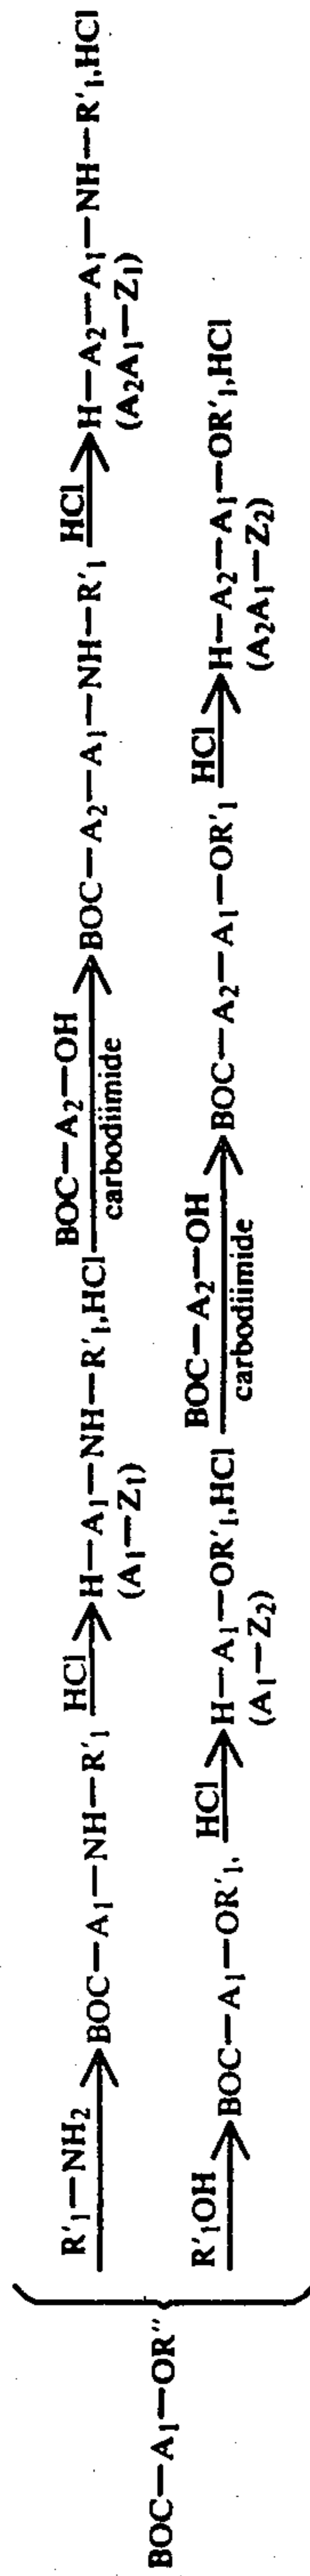 BOC—A₁—OR″
R′₁—NH₂
BOC—A₁—NH—R′₁
HCl
H—A₁—NH—R′₁,HCl
(A₁—Z₁)
BOC—A₂—OH
carbodiimide
BOC—A₂—A₁—NH—R′₁
HCl
H—A₂—A₁—NH—R′₁,HCl
(A₂A₁—Z₁)
R′₁OH
BOC—A₁—OR′₁,
HCl
H—A₁—OR′₁,HCl
(A₁—Z₂)
BOC—A₂—OH
carbodiimide
BOC—A₂—A₁—OR′₁
HCl
H—A₂—A₁—OR′₁,HCl
(A₂A₁—Z₂)